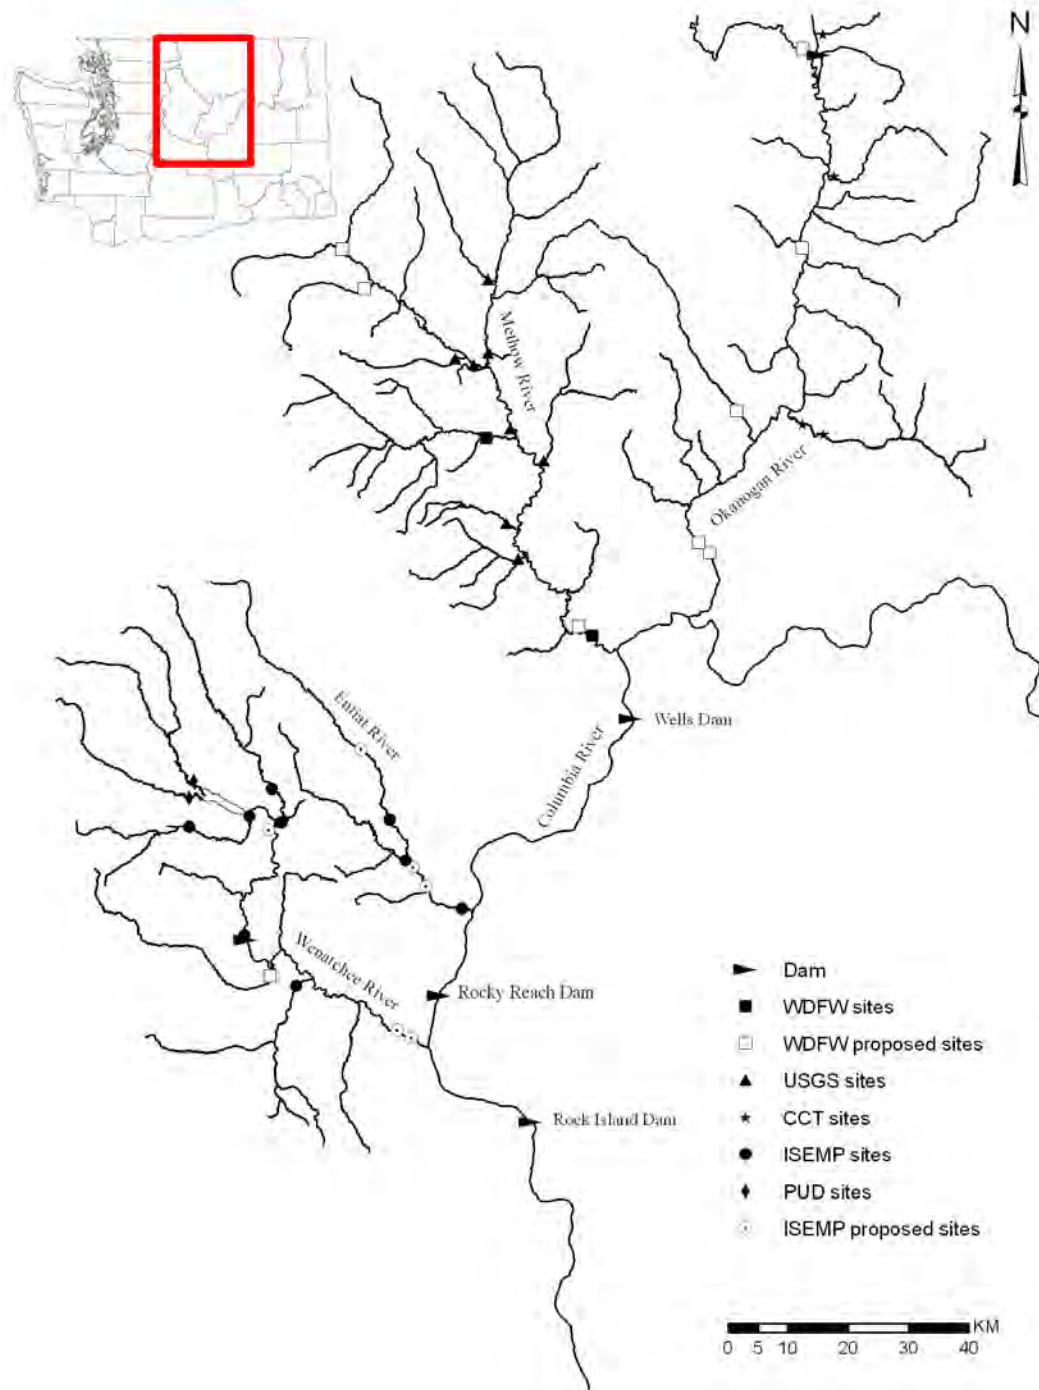 N
Methow River
Okanogan River
Entiat River
Columbia River
Wells Dam
Wenatchee River
Rocky Reach Dam
Rock Island Dam
Dam
WDFW sites
WDFW proposed sites
USGS sites
CCT sites
ISEMP sites
PUD sites
ISEMP proposed sites
KM
0 5 10 20 30 40